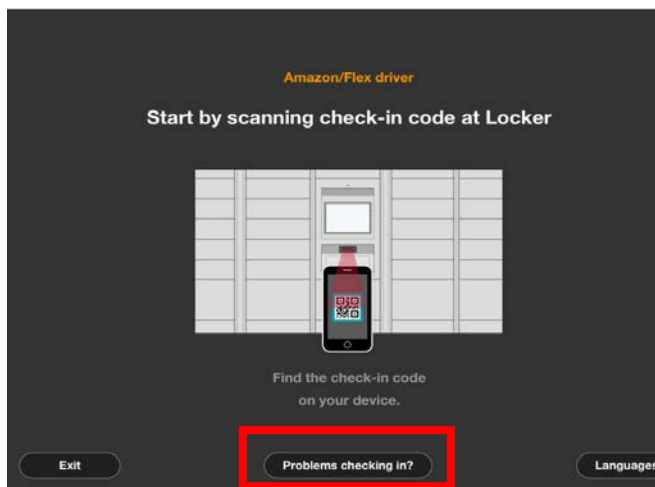 Amazon/Flex driver
Start by scanning check-in code at Locker
Find the check-in code
on your device.
Exit
Problems checking in?
Languages